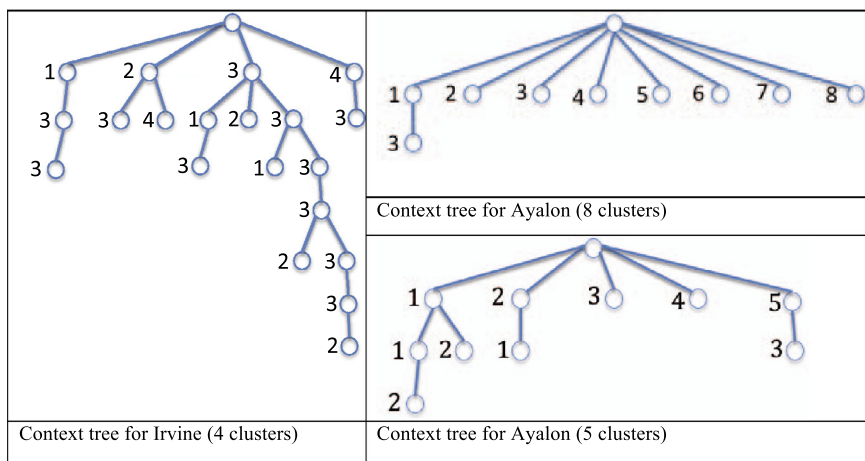 1 2 3 4
3 3 4 1 2 3 3
3 3 1 3
3
2 3
3
2
Context tree for Irvine (4 clusters)
1 2 3 4 5 6 7 8
3
Context tree for Ayalon (8 clusters)
1 2 3 4 5
1 2 1 3
2
Context tree for Ayalon (5 clusters)